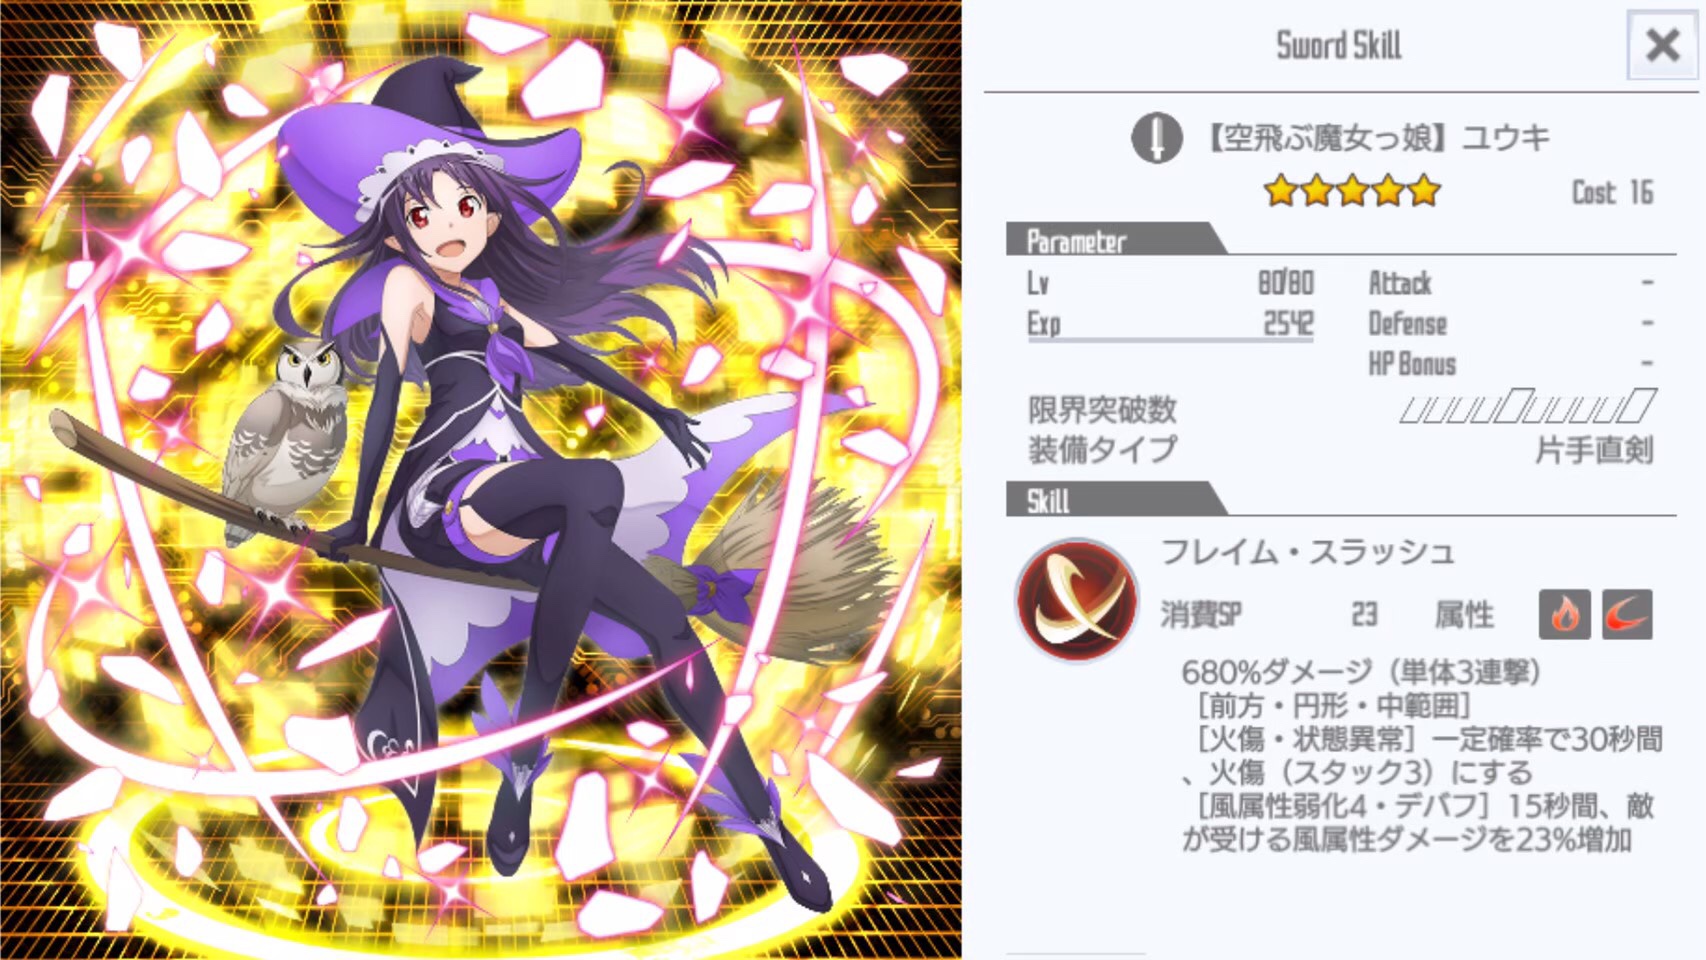 Sword Skill
【空飛ぶ魔女っ娘】ユウキ
Cost 16
Parameter
Lv 80/80 Attack -
Exp 2542 Defense -
HP Bonus -
限界突破数
装備タイプ 片手直剣
Skill
フレイム・スラッシュ
消費SP 23 属性
680%ダメージ（単体3連撃）
［前方・円形・中範囲］
［火傷・状態異常］一定確率で30秒間
、火傷（スタック3）にする
［風属性弱化4・デバフ］15秒間、敵
が受ける風属性ダメージを23%増加